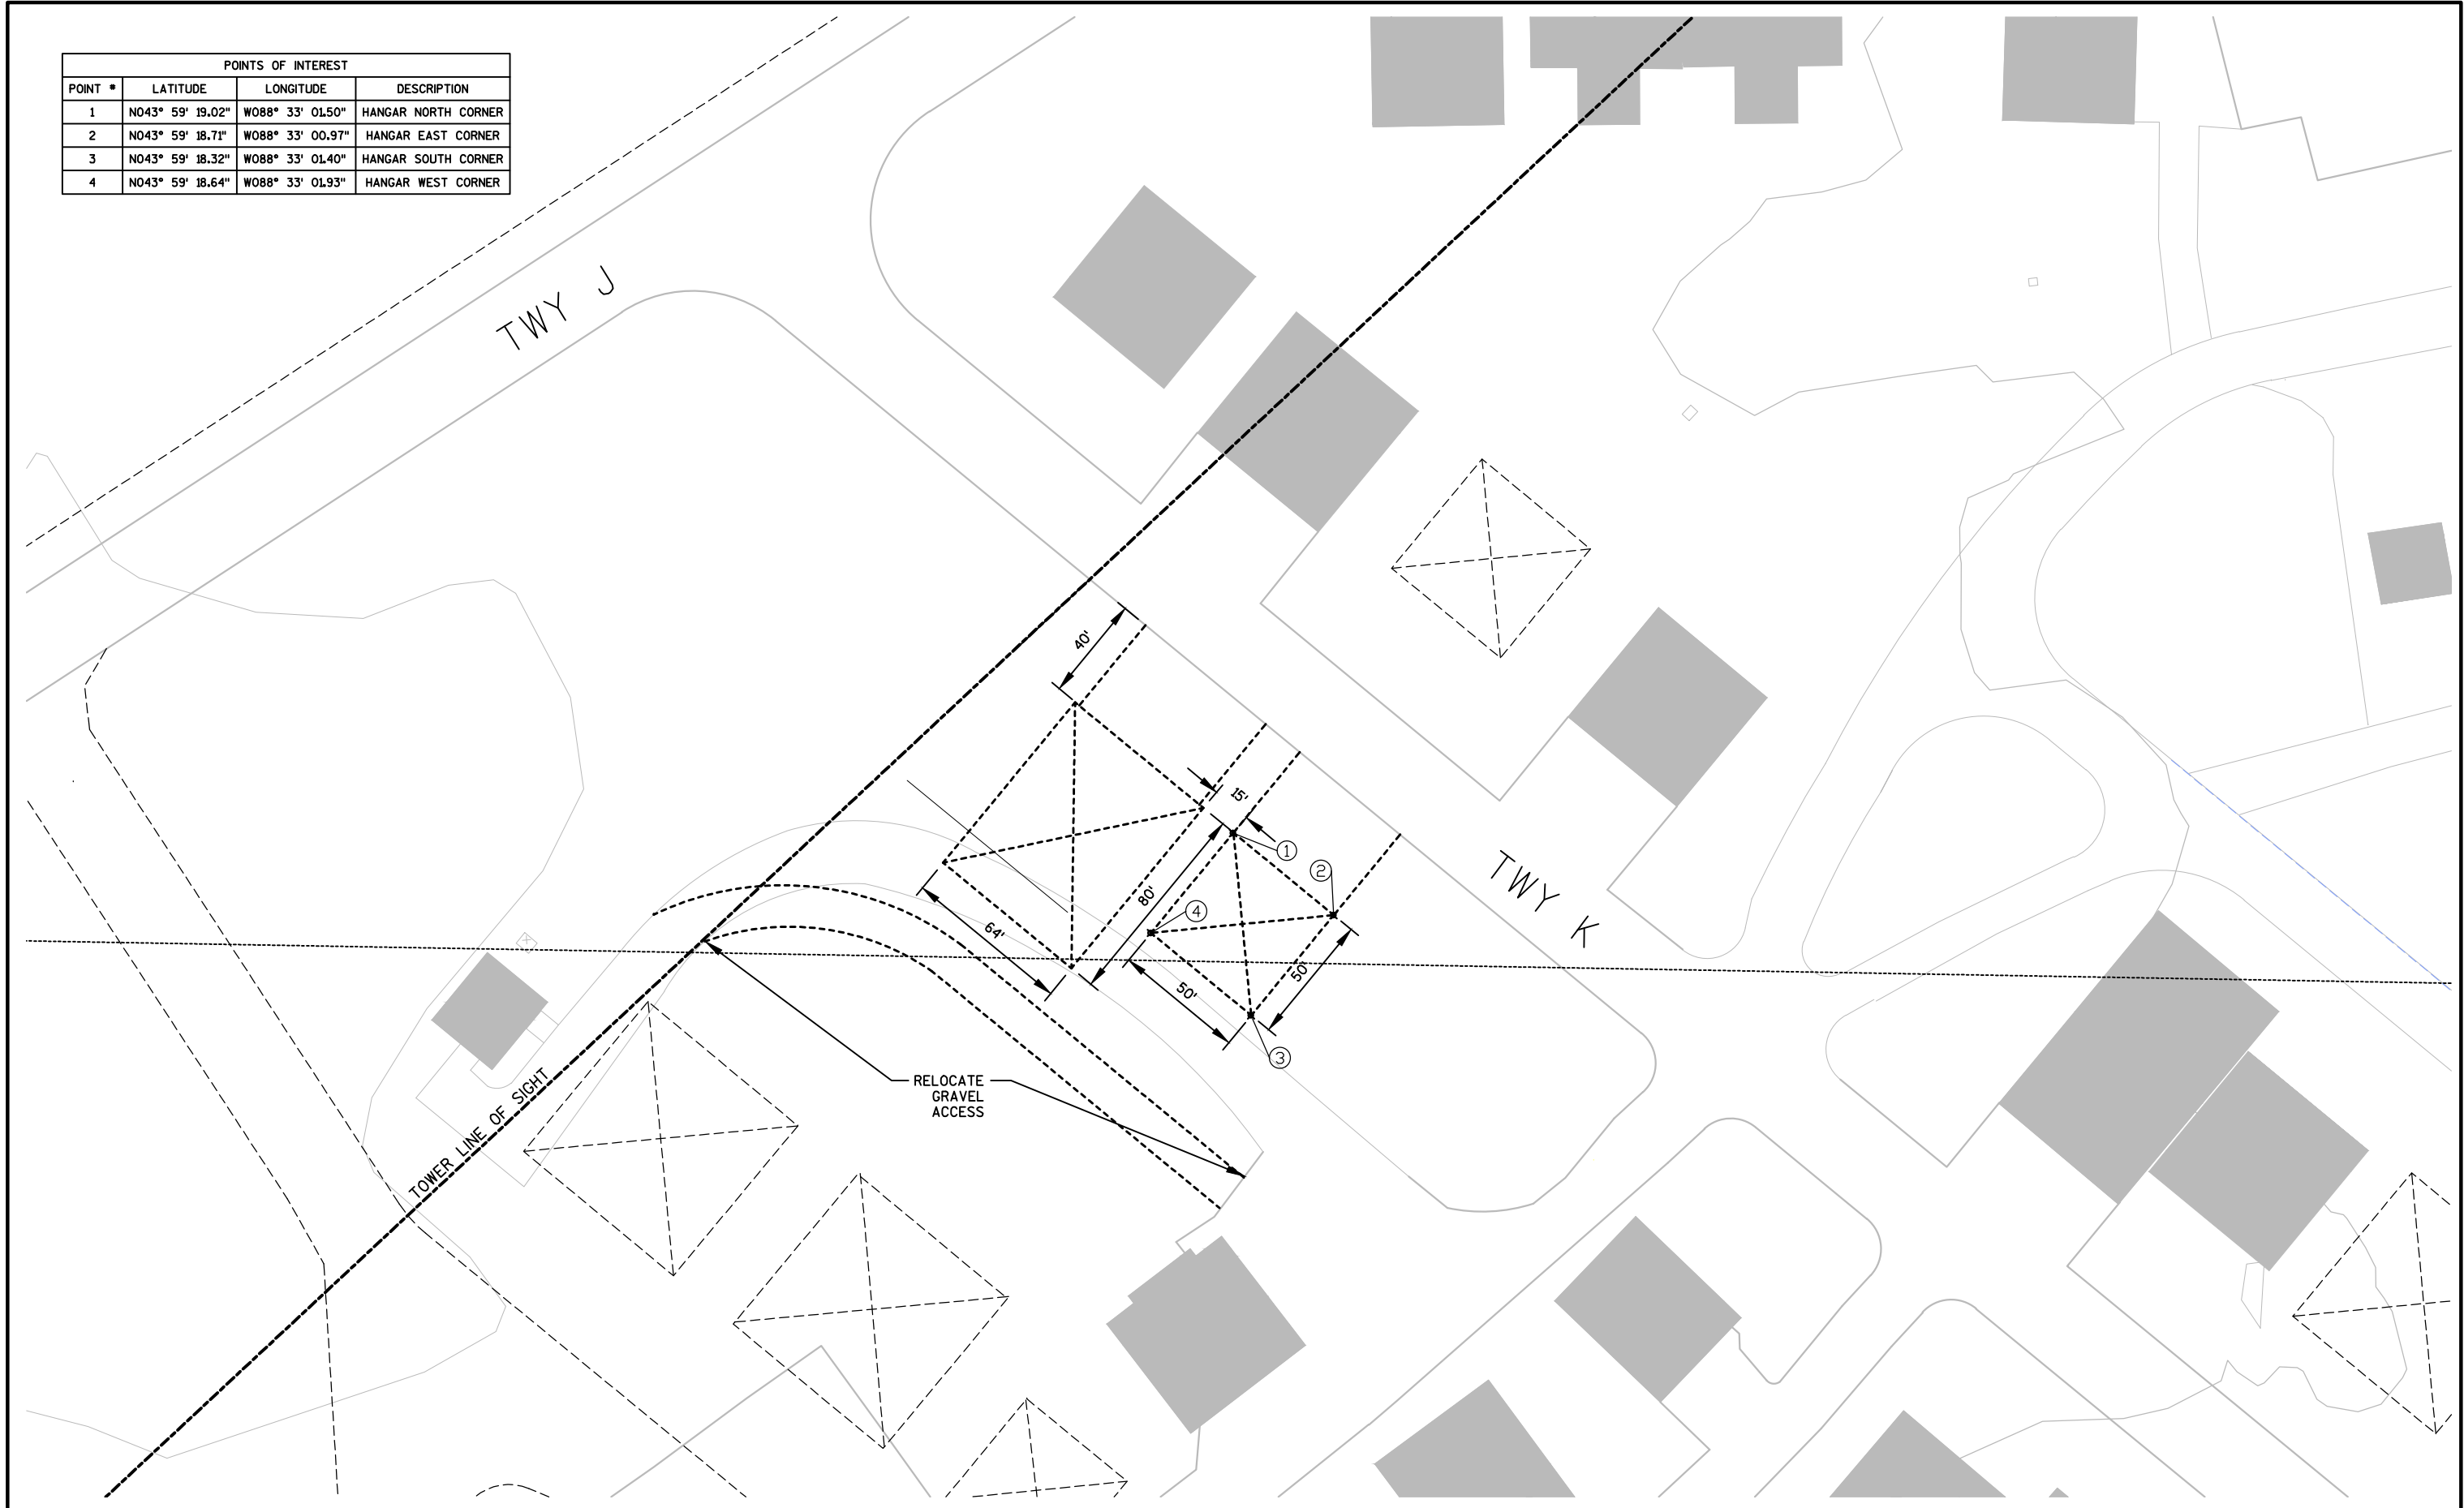 POINTS OF INTEREST
POINT # LATITUDE LONGITUDE DESCRIPTION
1 N043° 59' 19.02" W088° 33' 01.50" HANGAR NORTH CORNER
2 N043° 59' 18.71" W088° 33' 00.97" HANGAR EAST CORNER
3 N043° 59' 18.32" W088° 33' 01.40" HANGAR SOUTH CORNER
4 N043° 59' 18.64" W088° 33' 01.93" HANGAR WEST CORNER
TWY J
40'
15'
1
2
80'
4
64'
TWY K
50'
50'
3
RELOCATE
GRAVEL
ACCESS
TOWER LINE OF SIGHT